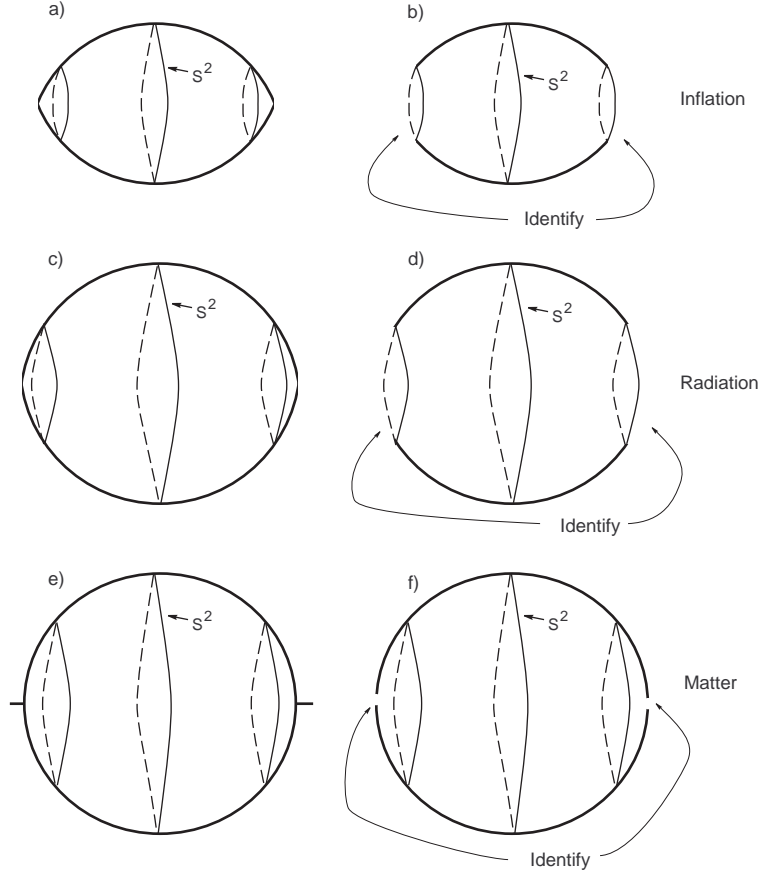 a)
b)
S2
S2
Inflation
Identify
c)
d)
S2
S2
Radiation
Identify
e)
f)
S2
S2
Matter
Identify